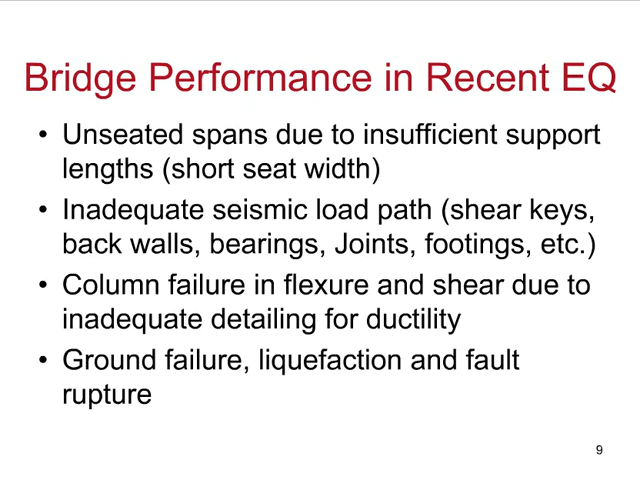 Bridge Performance in Recent EQ
• Unseated spans due to insufficient support
lengths (short seat width)
• Inadequate seismic load path (shear keys,
back walls, bearings, Joints, footings, etc.)
• Column failure in flexure and shear due to
inadequate detailing for ductility
• Ground failure, liquefaction and fault
rupture
9